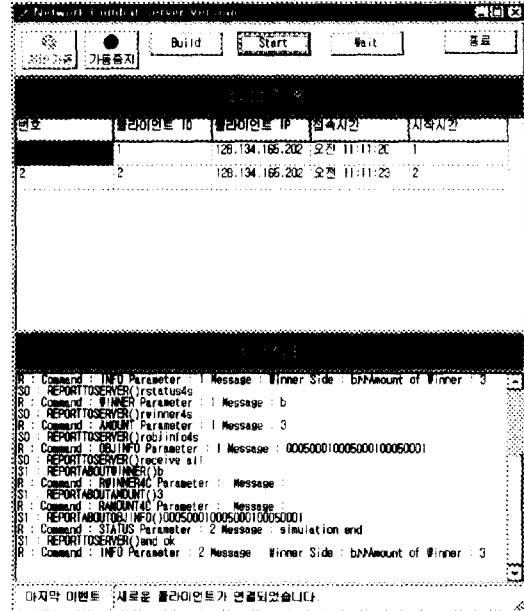 Network Combat Server Version
가동중지
Build
Start
Wait
종료
번호 클라이언트 ID 클라이언트 IP 접속시간 시작시간
1 128.134.165.202 오전 11:11:20 1
2 2 128.134.165.202 오전 11:11:23 2
R : Command : INFO Parameter : 1 Message : Winner Side : b Amount of Winner : 3
S0 : REPORTTOSERVER()rstatus4s
R : Command : WINNER Parameter : 1 Message : b
S0 : REPORTTOSERVER()rwinner4s
R : Command : AMOUNT Parameter : 1 Message : 3
S0 : REPORTTOSERVER()robjinfo4s
R : Command : OBJINFO Parameter : 1 Message : 000500010005000100050001
S0 : REPORTTOSERVER()receive all
S1 : REPORTABOUTWINNER()b
R : Command : RWINNER4C Parameter : Message :
S1 : REPORTABOUTAMOUNT()3
R : Command : RAMOUNT4C Parameter : Message :
S1 : REPORTABOUTOBJINFO()000500010005000100050001
R : Command : STATUS Parameter : 2 Message : simulation end
S1 : REPORTTOSERVER()end ok
R : Command : INFO Parameter : 2 Message : Winner Side : b Amount of Winner : 3
마지막 이벤트 새로운 클라이언트가 연결되었습니다.